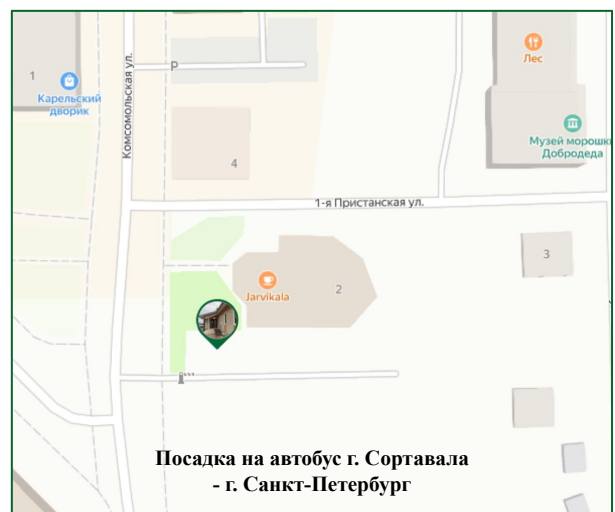 Лес
1
Карельский
дворик
P
Комсомольская ул.
Музей морошки
Добродеда
4
1-я Пристанская ул.
3
Jarvikala
2
Посадка на автобус г. Сортавала
- г. Санкт-Петербург